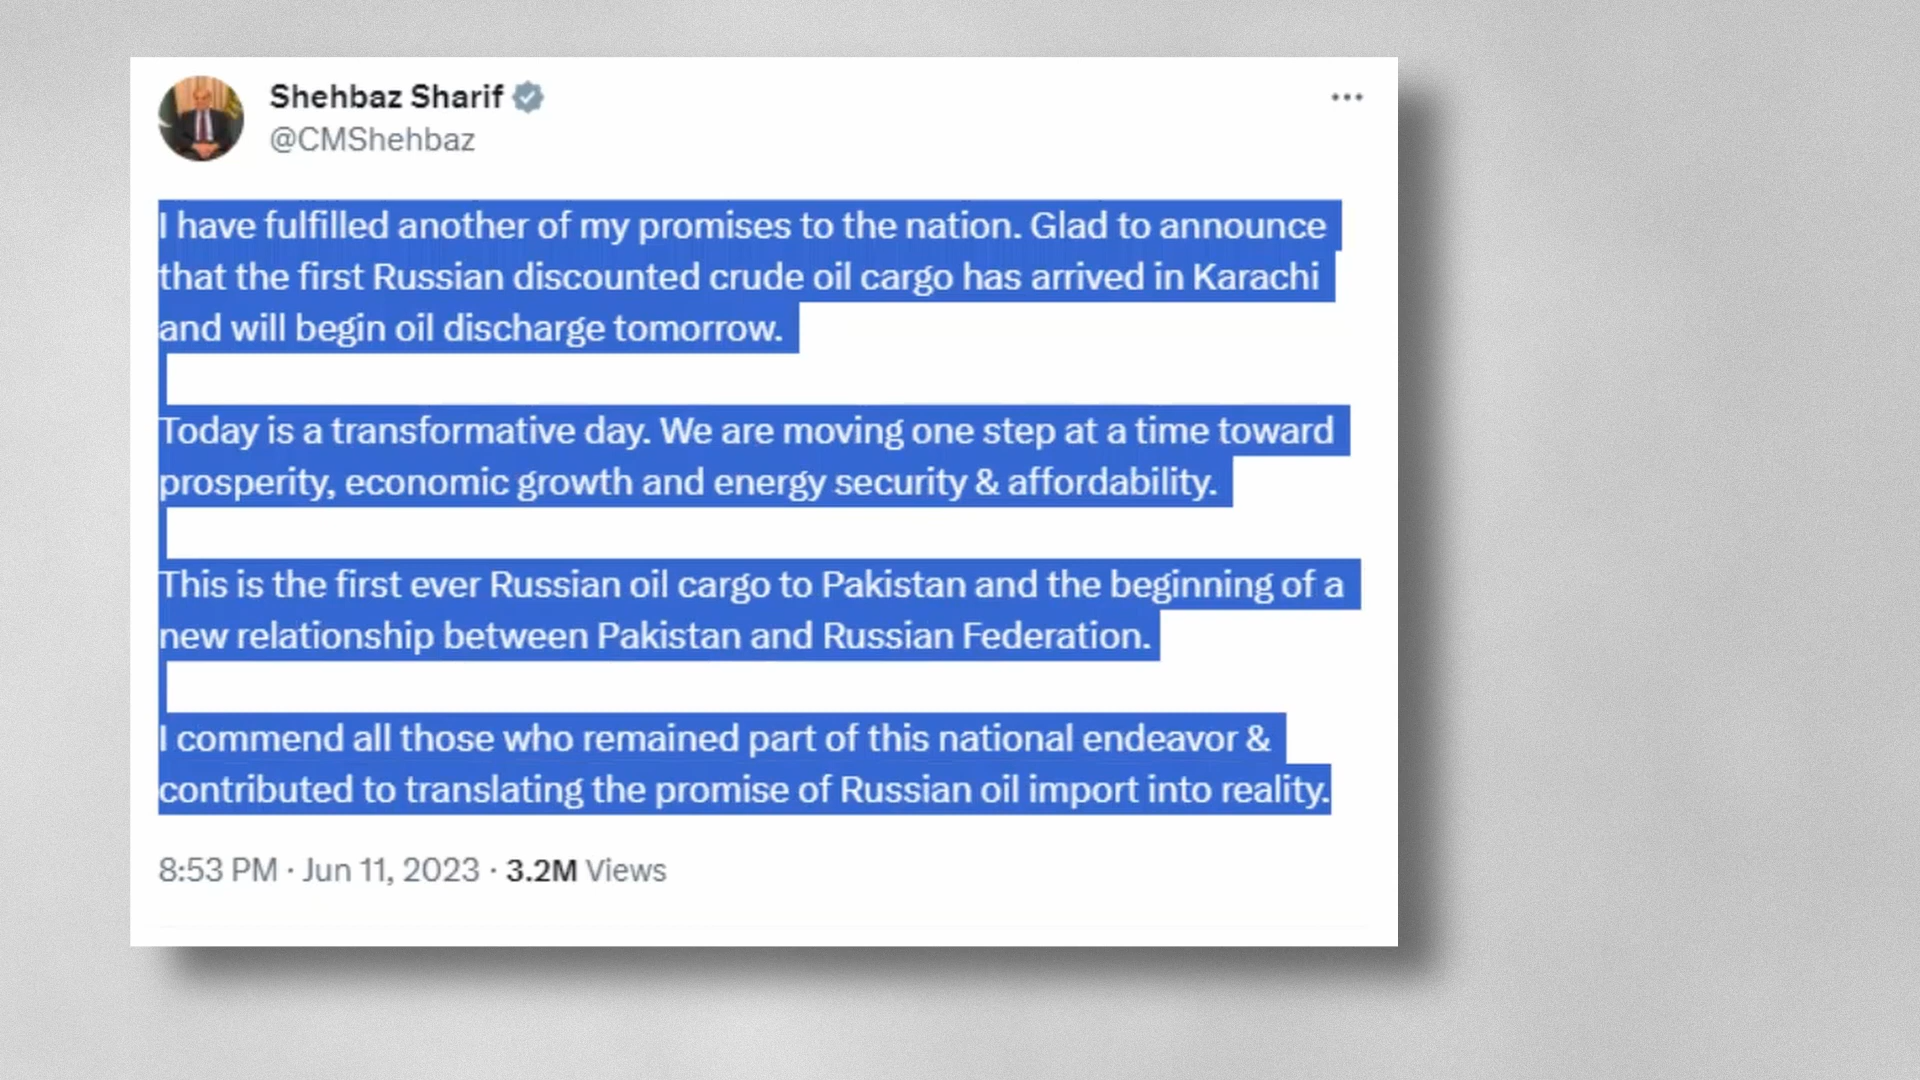 Shehbaz Sharif
@CMShehbaz
I have fulfilled another of my promises to the nation. Glad to announce
that the first Russian discounted crude oil cargo has arrived in Karachi
and will begin oil discharge tomorrow.
Today is a transformative day. We are moving one step at a time toward
prosperity, economic growth and energy security & affordability.
This is the first ever Russian oil cargo to Pakistan and the beginning of a
new relationship between Pakistan and Russian Federation.
I commend all those who remained part of this national endeavor &
contributed to translating the promise of Russian oil import into reality.
8:53 PM · Jun 11, 2023 · 3.2M Views